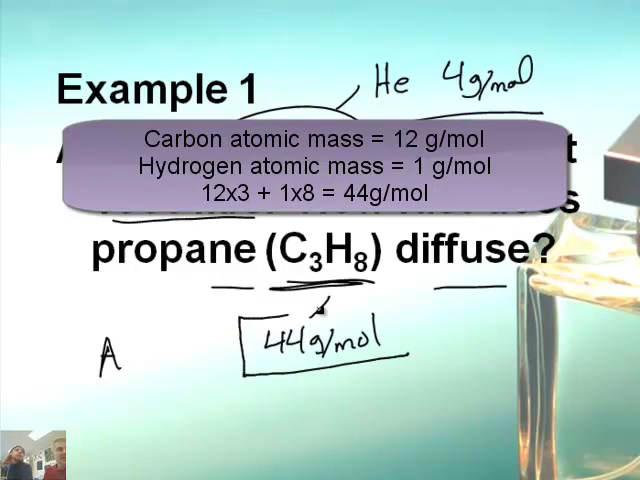 Example 1
He 4g/mol
Carbon atomic mass = 12 g/mol
Hydrogen atomic mass = 1 g/mol
12x3 + 1x8 = 44g/mol
propane (C₃H₈) diffuse?
44g/mol
A